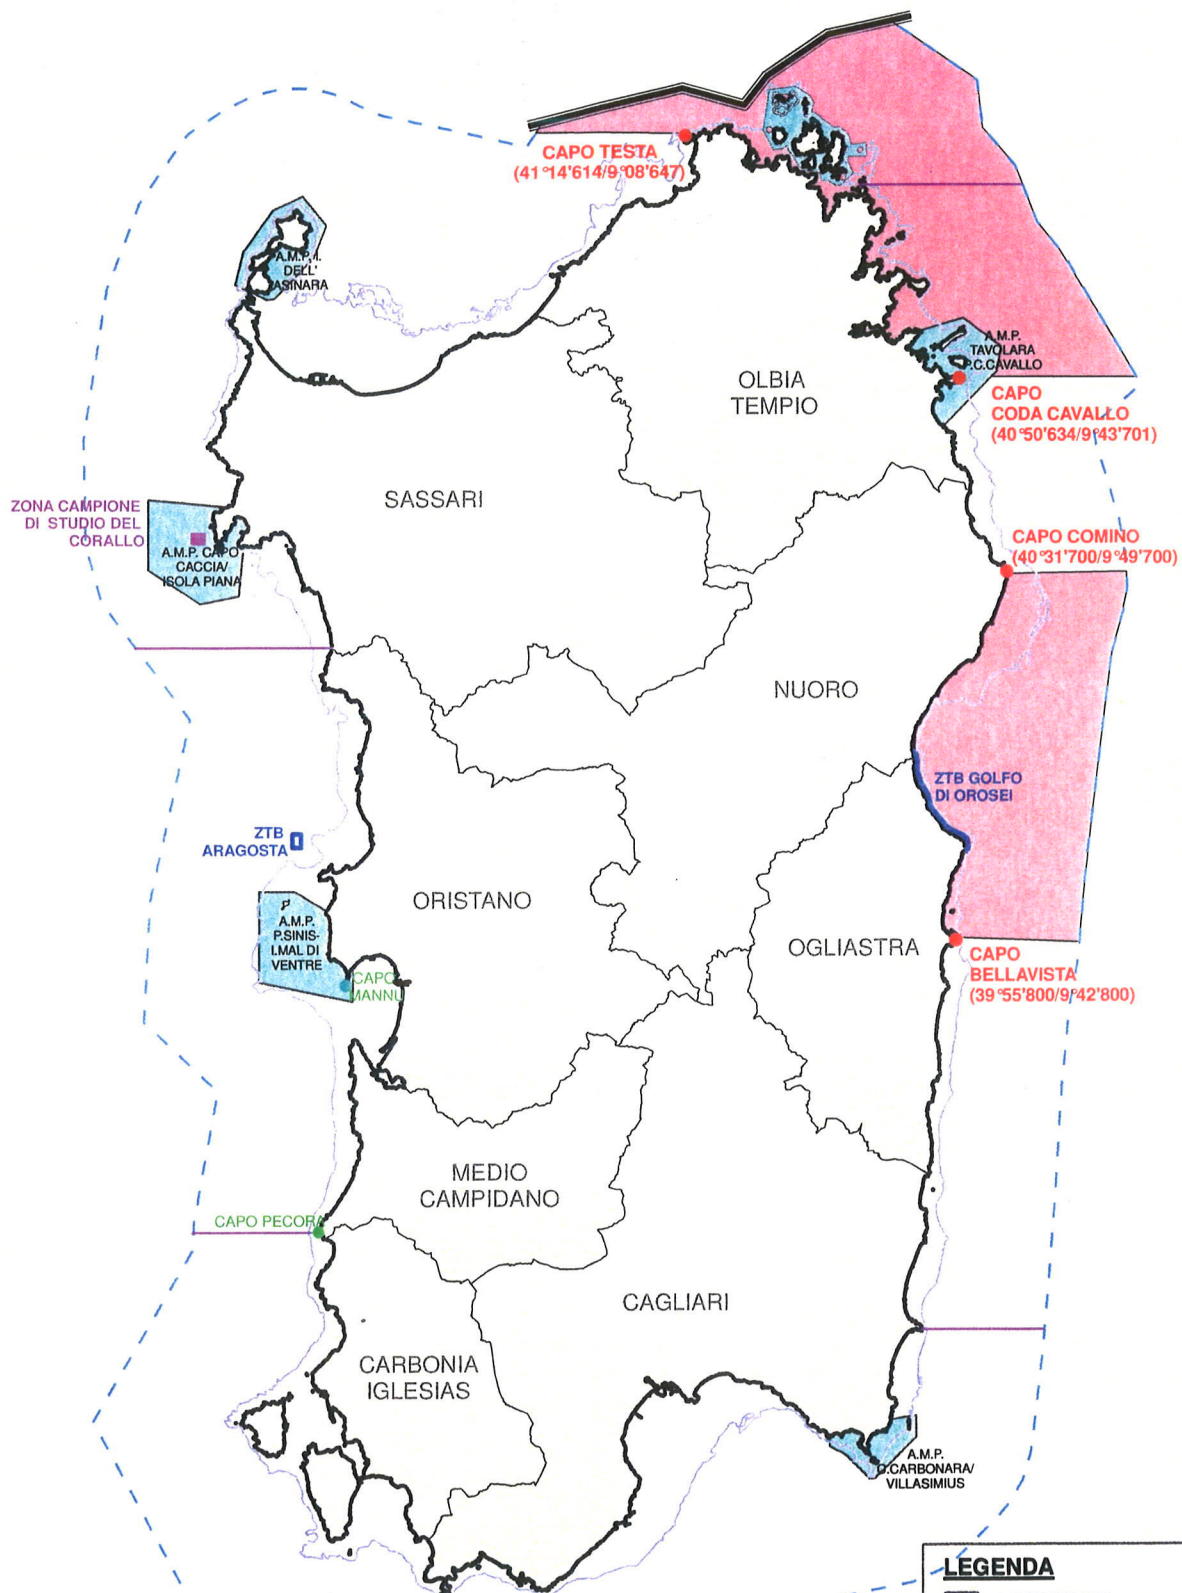 CAPO TESTA
(41°14'614/9°08'647)
A.M.P. I.
DELL'
ASINARA
A.M.P.
TAVOLARA
P.C.CAVALLO
OLBIA
TEMPIO
CAPO
CODA CAVALLO
(40°50'634/9°43'701)
SASSARI
ZONA CAMPIONE
DI STUDIO DEL
CORALLO
A.M.P. CAPO
CACCIA/
ISOLA PIANA
CAPO COMINO
(40°31'700/9°49'700)
NUORO
ZTB GOLFO
DI OROSEI
ZTB
ARAGOSTA
ORISTANO
A.M.P.
P.SINIS-
I.MAL DI
VENTRE
OGLIASTRA
CAPO
BELLAVISTA
(39°55'800/9°42'800)
CAPO
MANNU
MEDIO
CAMPIDANO
CAPO PECORA
CAGLIARI
CARBONIA
IGLESIAS
A.M.P.
C.CARBONARA/
VILLASIMIUS
LEGENDA